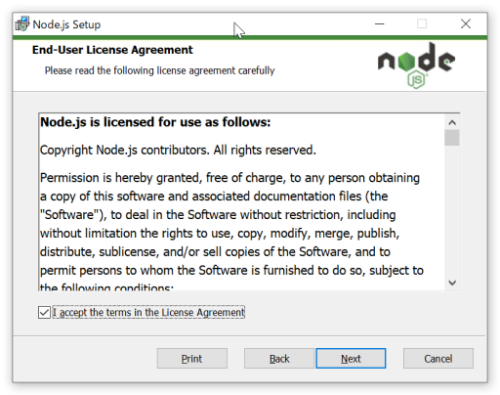 Node.js Setup
End-User License Agreement
Please read the following license agreement carefully
node
JS
Node.js is licensed for use as follows:
Copyright Node.js contributors. All rights reserved.
Permission is hereby granted, free of charge, to any person obtaining
a copy of this software and associated documentation files (the
"Software"), to deal in the Software without restriction, including
without limitation the rights to use, copy, modify, merge, publish,
distribute, sublicense, and/or sell copies of the Software, and to
permit persons to whom the Software is furnished to do so, subject to
the following conditions:
I accept the terms in the License Agreement
Print
Back
Next
Cancel